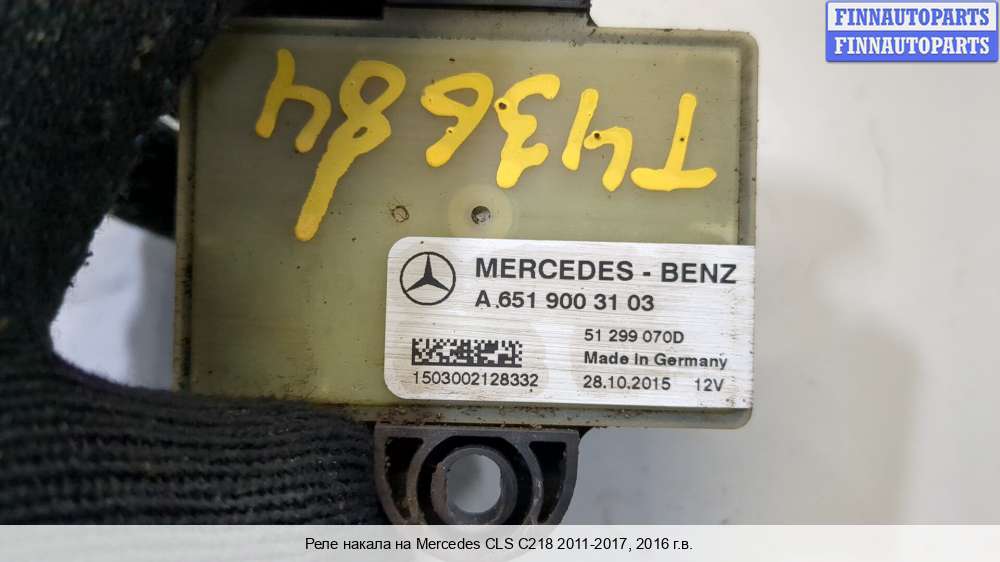 FINNAUTOPARTS
FINNAUTOPARTS
T43684
MERCEDES - BENZ
A 651 900 31 03
51 299 070D
Made in Germany
1503002128332
28.10.2015 12V
Реле накала на Mercedes CLS C218 2011-2017, 2016 г.в.